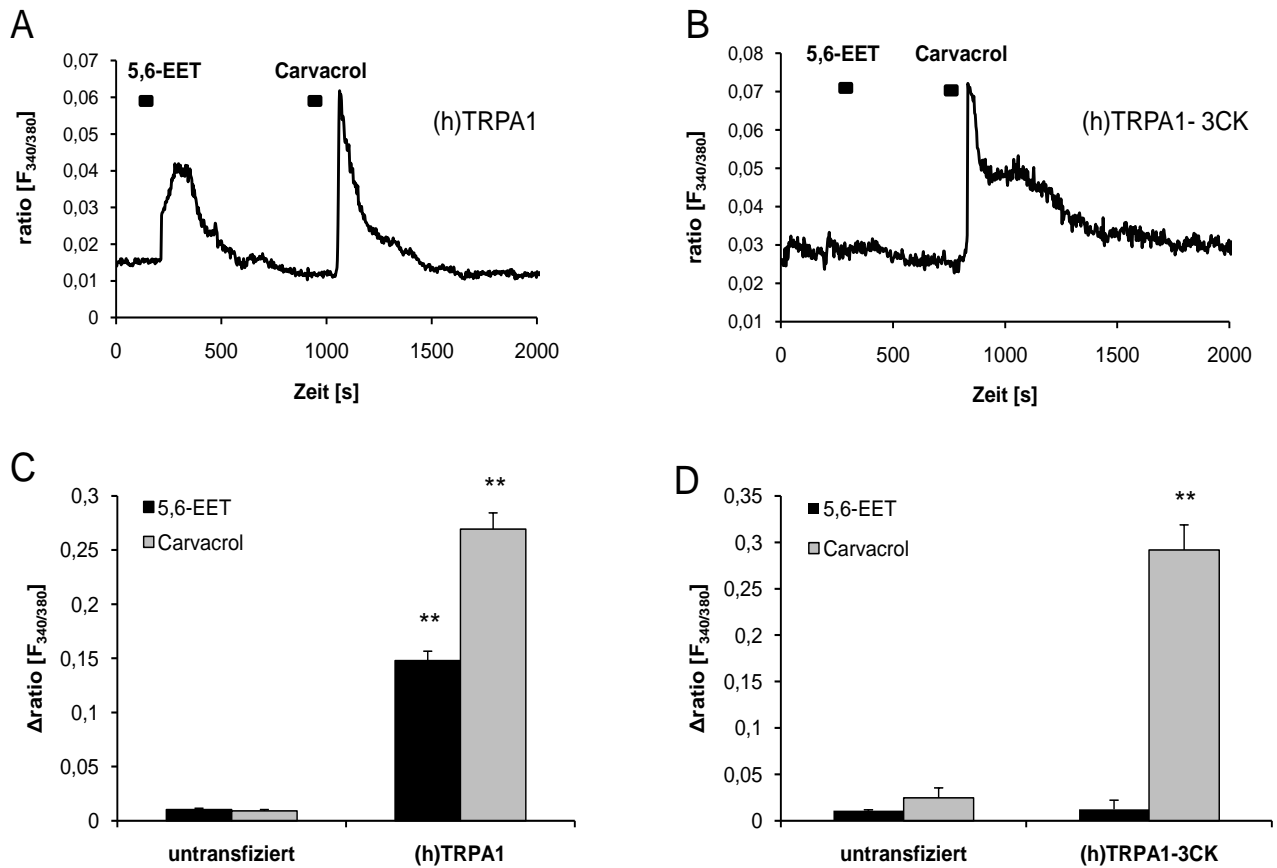 A
5,6-EET
Carvacrol
(h)TRPA1
ratio [F340/380]
0,07
0,06
0,05
0,04
0,03
0,02
0,01
0
0
500
1000
1500
2000
Zeit [s]
B
5,6-EET
Carvacrol
(h)TRPA1- 3CK
ratio [F340/380]
0,08
0,07
0,06
0,05
0,04
0,03
0,02
0,01
0
500
1000
1500
2000
Zeit [s]
C
5,6-EET
Carvacrol
**
**
Δratio [F340/380]
0,3
0,25
0,2
0,15
0,1
0,05
0
untransfiziert
(h)TRPA1
D
5,6-EET
Carvacrol
**
Δratio [F340/380]
0,35
0,3
0,25
0,2
0,15
0,1
0,05
0
untransfiziert
(h)TRPA1-3CK